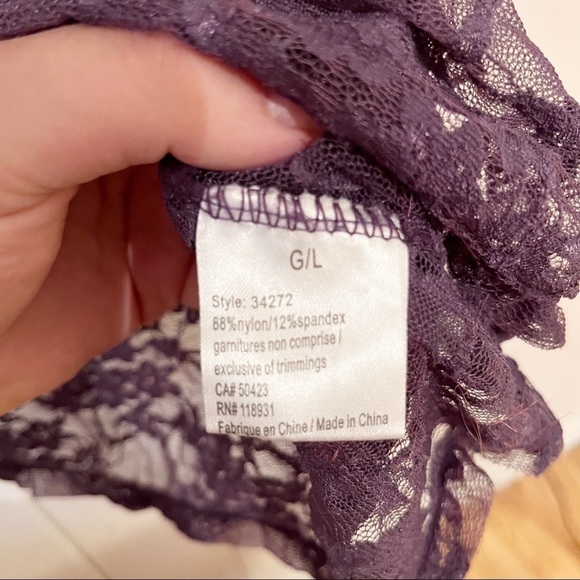 G/L
Style: 34272
88%nylon/12%spandex
garnitures non comprise /
exclusive of trimmings
CA# 50423
RN# 118931
Fabrique en Chine / Made in China